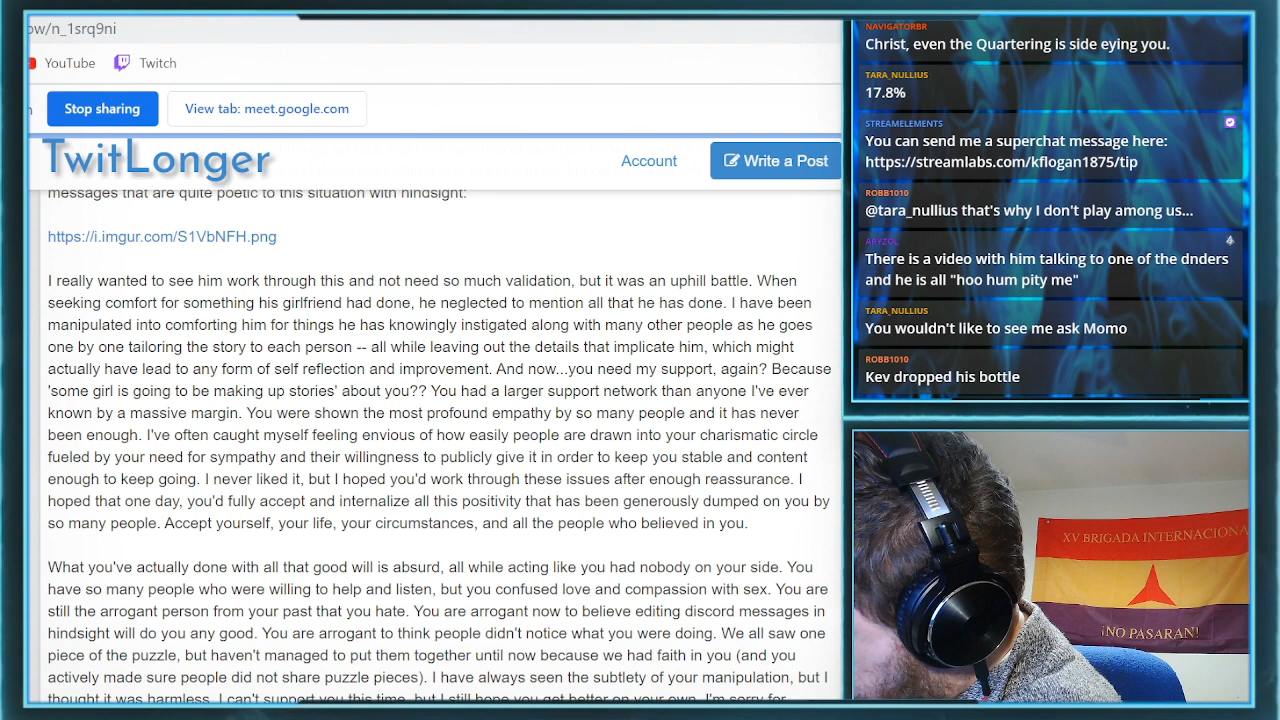 ow/n_1srq9ni
YouTube
Twitch
Stop sharing
View tab: meet.google.com
TwitLonger
Account
Write a Post
messages that are quite poetic to this situation with hindsight:
https://i.imgur.com/S1VbNFH.png
I really wanted to see him work through this and not need so much validation, but it was an uphill battle. When
seeking comfort for something his girlfriend had done, he neglected to mention all that he has done. I have been
manipulated into comforting him for things he has knowingly instigated along with many other people as he goes
one by one tailoring the story to each person -- all while leaving out the details that implicate him, which might
actually have lead to any form of self reflection and improvement. And now...you need my support, again? Because
'some girl is going to be making up stories' about you?? You had a larger support network than anyone I've ever
known by a massive margin. You were shown the most profound empathy by so many people and it has never
been enough. I've often caught myself feeling envious of how easily people are drawn into your charismatic circle
fueled by your need for sympathy and their willingness to publicly give it in order to keep you stable and content
enough to keep going. I never liked it, but I hoped you'd work through these issues after enough reassurance. I
hoped that one day, you'd fully accept and internalize all this positivity that has been generously dumped on you by
so many people. Accept yourself, your life, your circumstances, and all the people who believed in you.
What you've actually done with all that good will is absurd, all while acting like you had nobody on your side. You
have so many people who were willing to help and listen, but you confused love and compassion with sex. You are
still the arrogant person from your past that you hate. You are arrogant now to believe editing discord messages in
hindsight will do you any good. You are arrogant to think people didn't notice what you were doing. We all saw one
piece of the puzzle, but haven't managed to put them together until now because we had faith in you (and you
actively made sure people did not share puzzle pieces). I have always seen the subtlety of your manipulation, but I
thought it was harmless. I can't support you this time, but I still hope you get better on your own. I'm sorry for
NAVIGATORBR
Christ, even the Quartering is side eying you.
TARA_NULLIUS
17.8%
STREAMELEMENTS
You can send me a superchat message here:
https://streamlabs.com/kflogan1875/tip
ROBB1010
@tara_nullius that's why I don't play among us...
ARYZOL
There is a video with him talking to one of the dnders
and he is all "hoo hum pity me"
TARA_NULLIUS
You wouldn't like to see me ask Momo
ROBB1010
Kev dropped his bottle
XV BRIGADA INTERNACIONA
¡NO PASARAN!